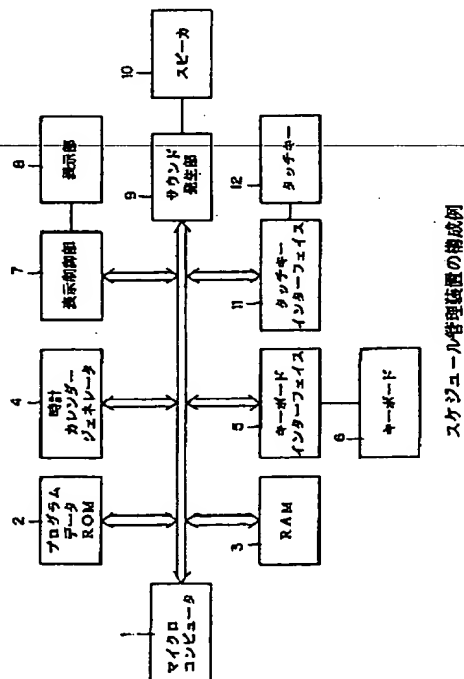 1
マイクロ
コンピュータ
2
プログラム
データ
ROM
3
RAM
4
時計
カレンダー
ジェネレータ
5
キーボード
インターフェイス
6
キーボード
7
表示制御部
8
表示部
9
サウンド
発生部
10
スピーカ
11
タッチキー
インターフェイス
12
タッチキー
スケジュール管理装置の構成例